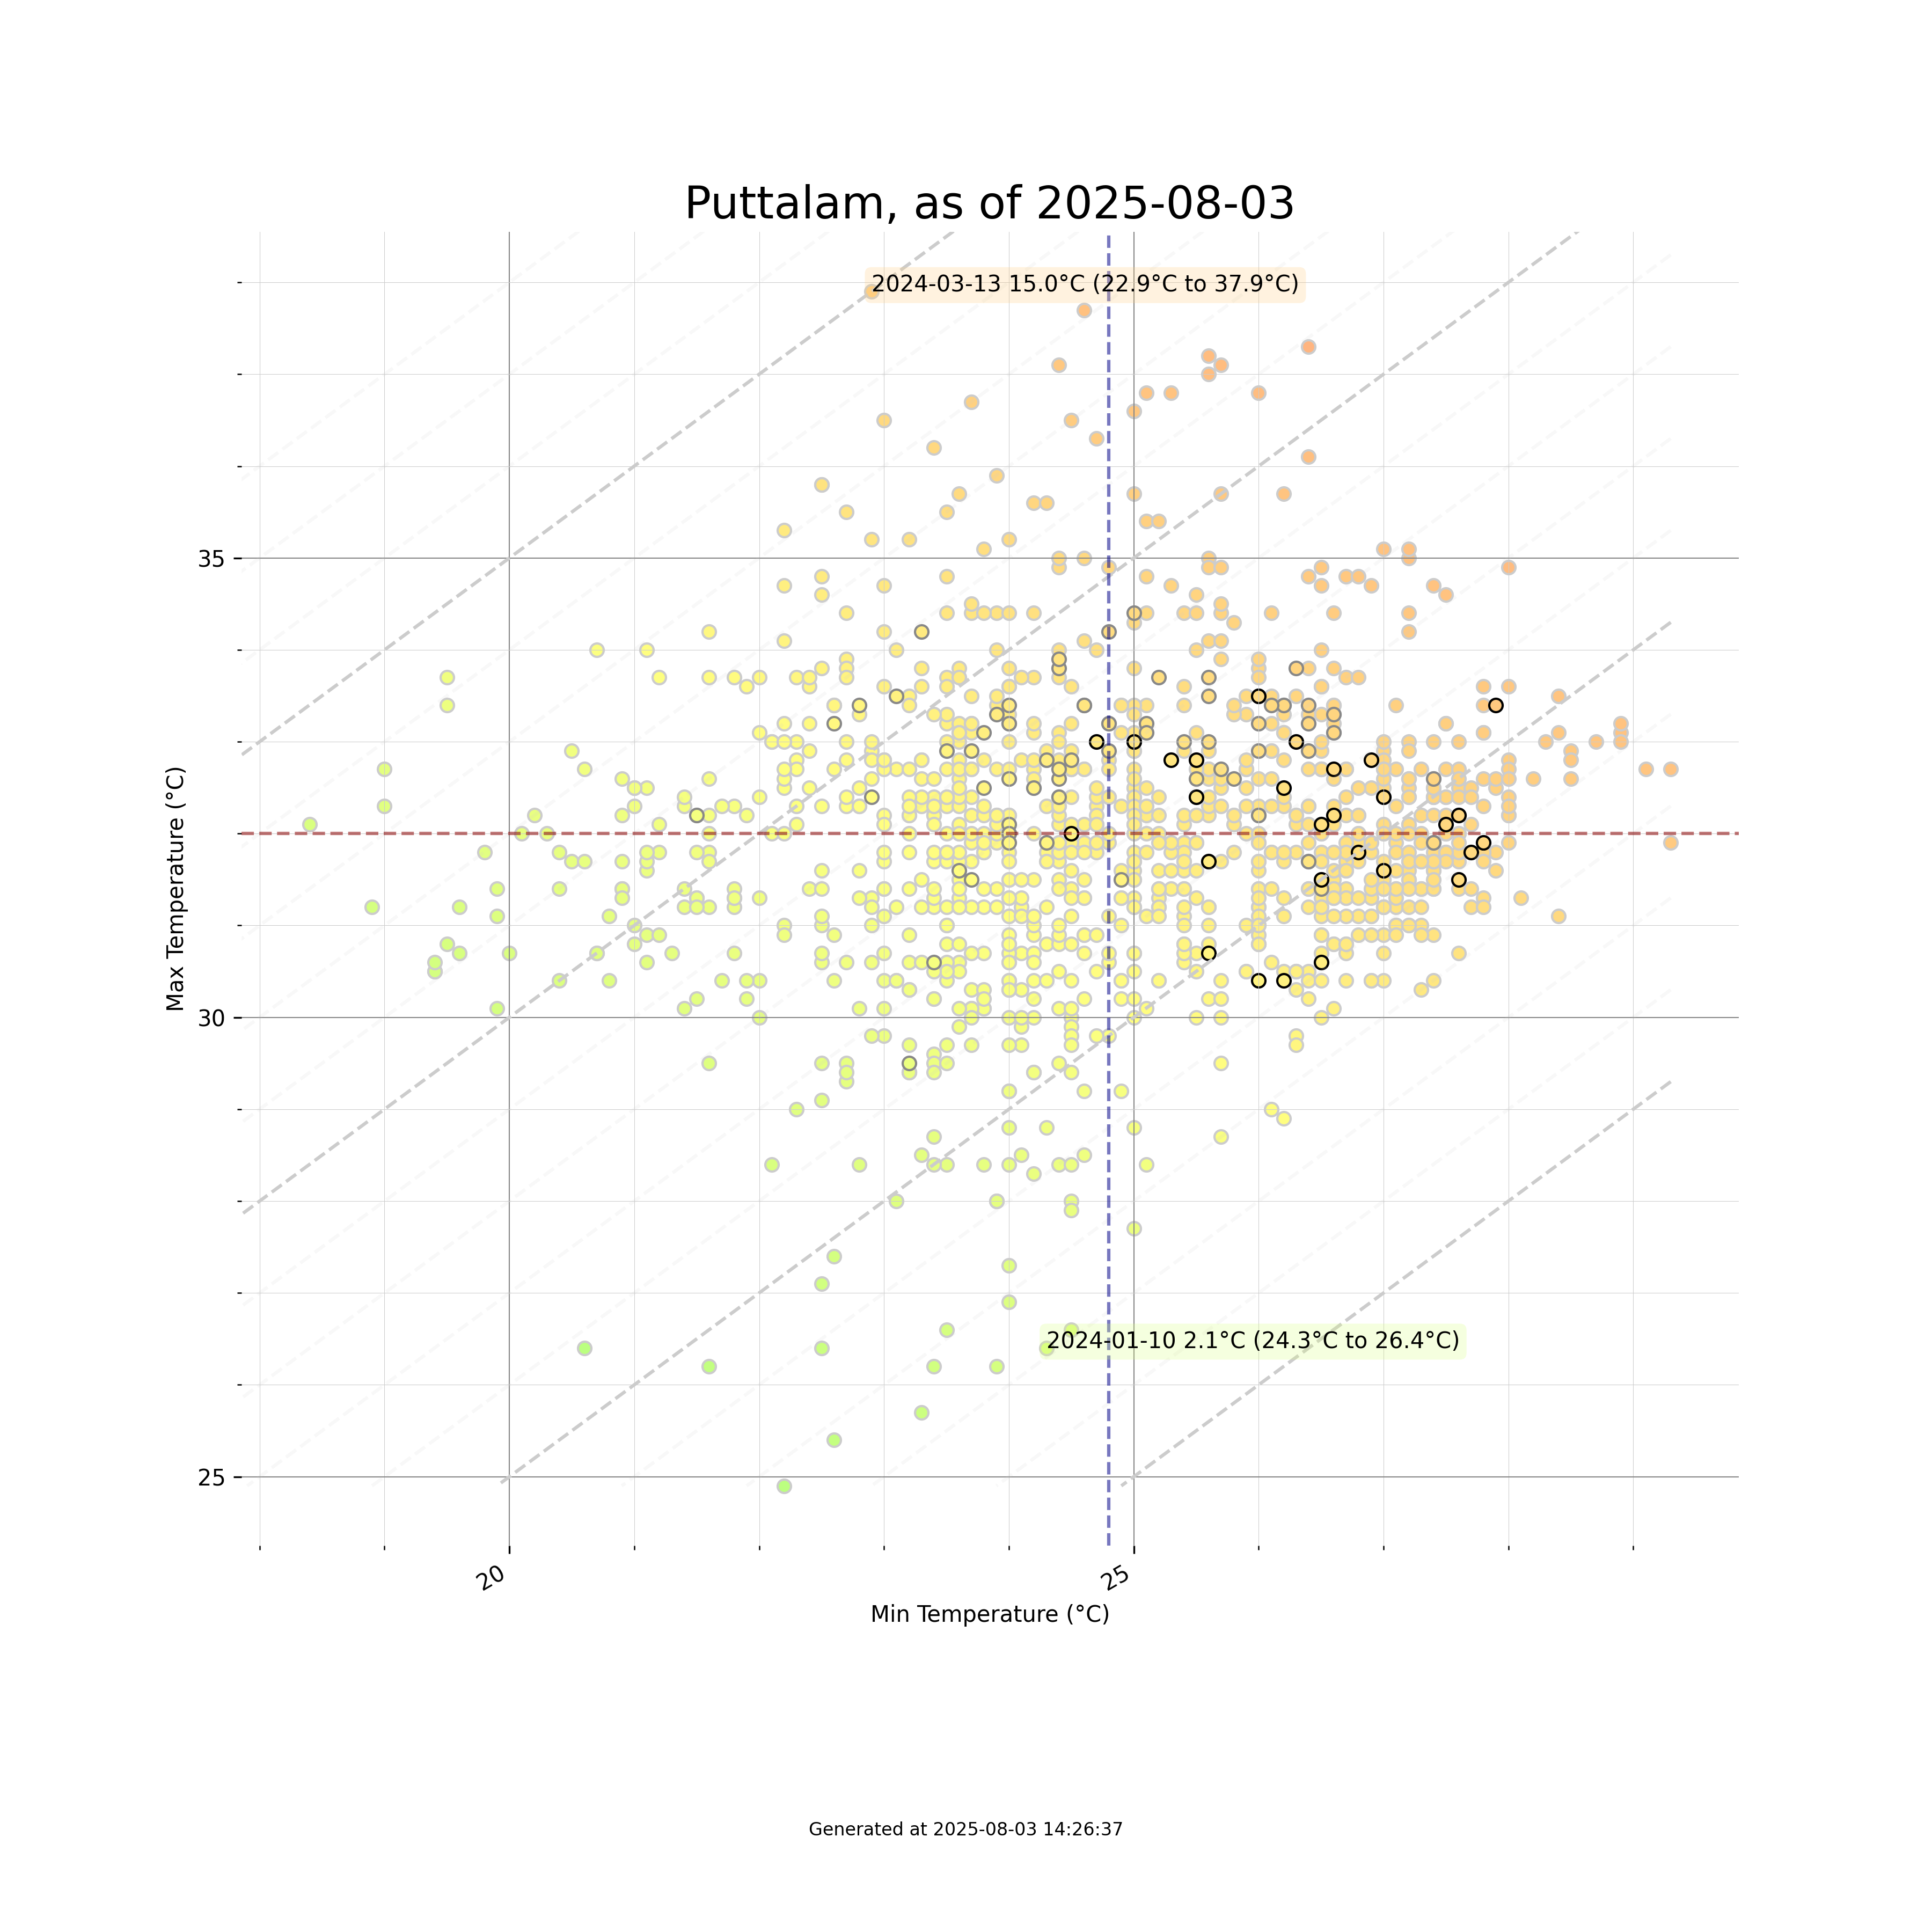 Puttalam, as of 2025-08-03
2024-03-13 15.0°C (22.9°C to 37.9°C)
35
Max Temperature (°C)
30
2024-01-10 2.1°C (24.3°C to 26.4°C)
25
20
25
Min Temperature (°C)
Generated at 2025-08-03 14:26:37